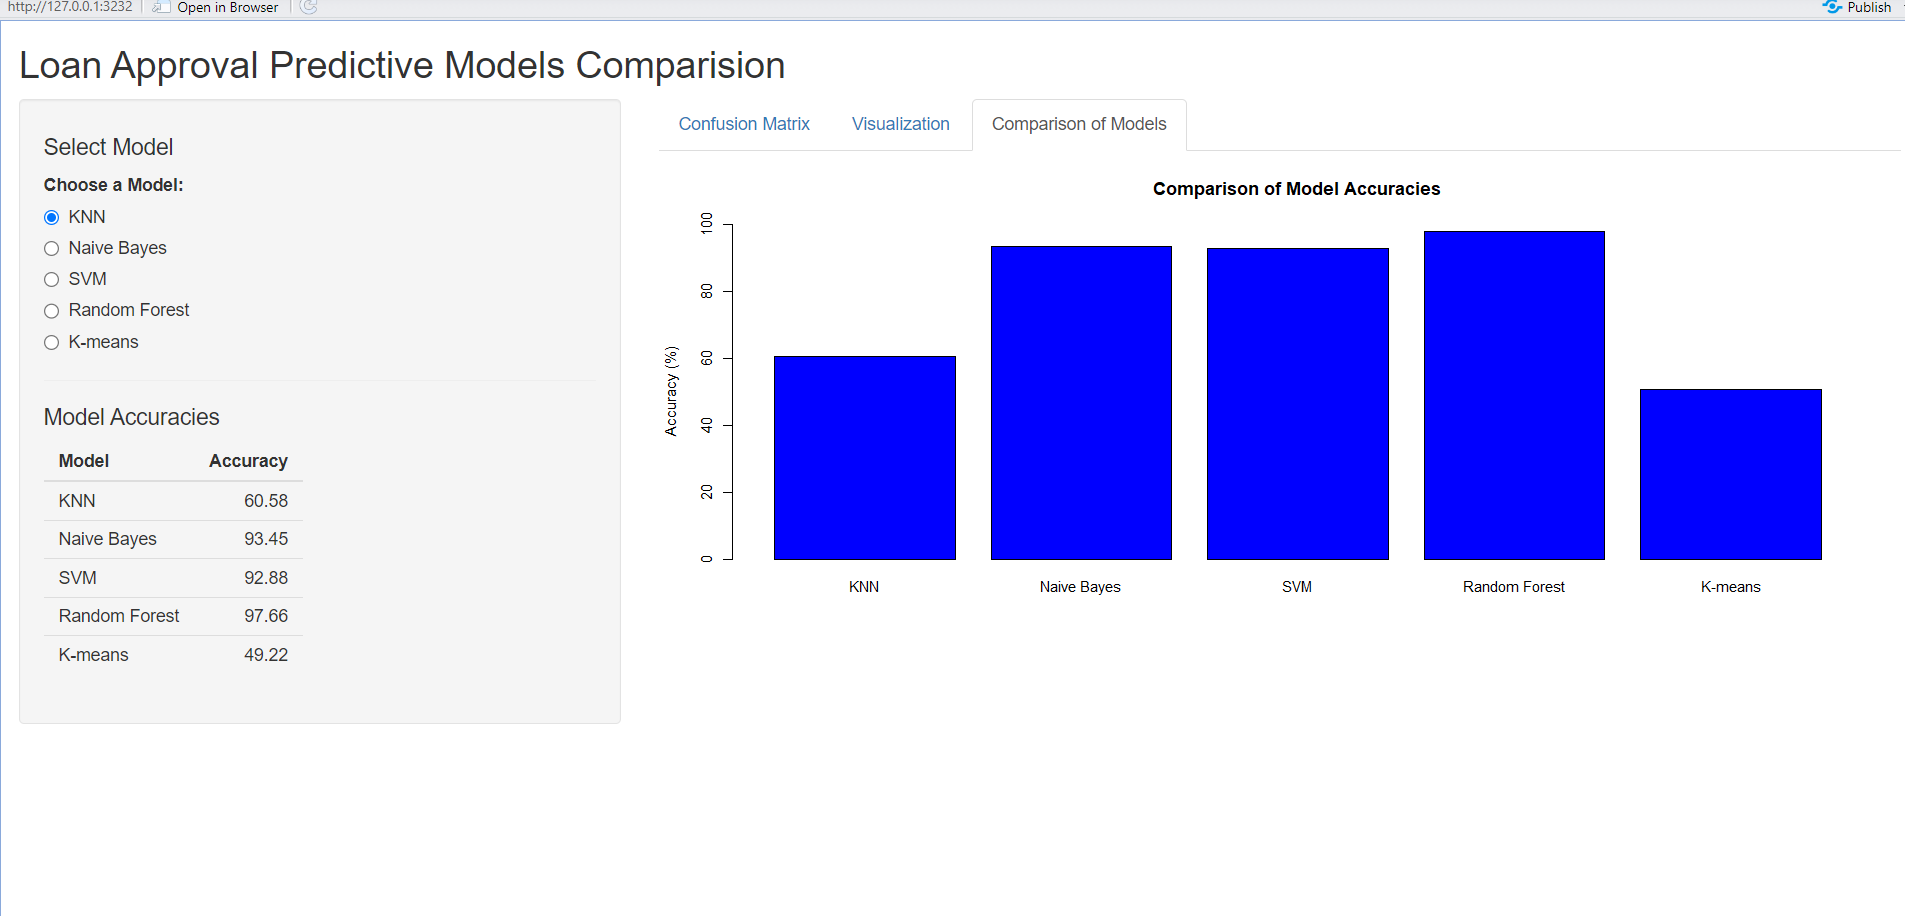 http://127.0.0.1:3232 Open in Browser Publish
Loan Approval Predictive Models Comparision
Select Model
Choose a Model:
KNN
Naive Bayes
SVM
Random Forest
K-means
Model Accuracies
Model Accuracy
KNN 60.58
Naive Bayes 93.45
SVM 92.88
Random Forest 97.66
K-means 49.22
Confusion Matrix Visualization Comparison of Models
Comparison of Model Accuracies
Accuracy (%)
100
80
60
40
20
0
KNN Naive Bayes SVM Random Forest K-means